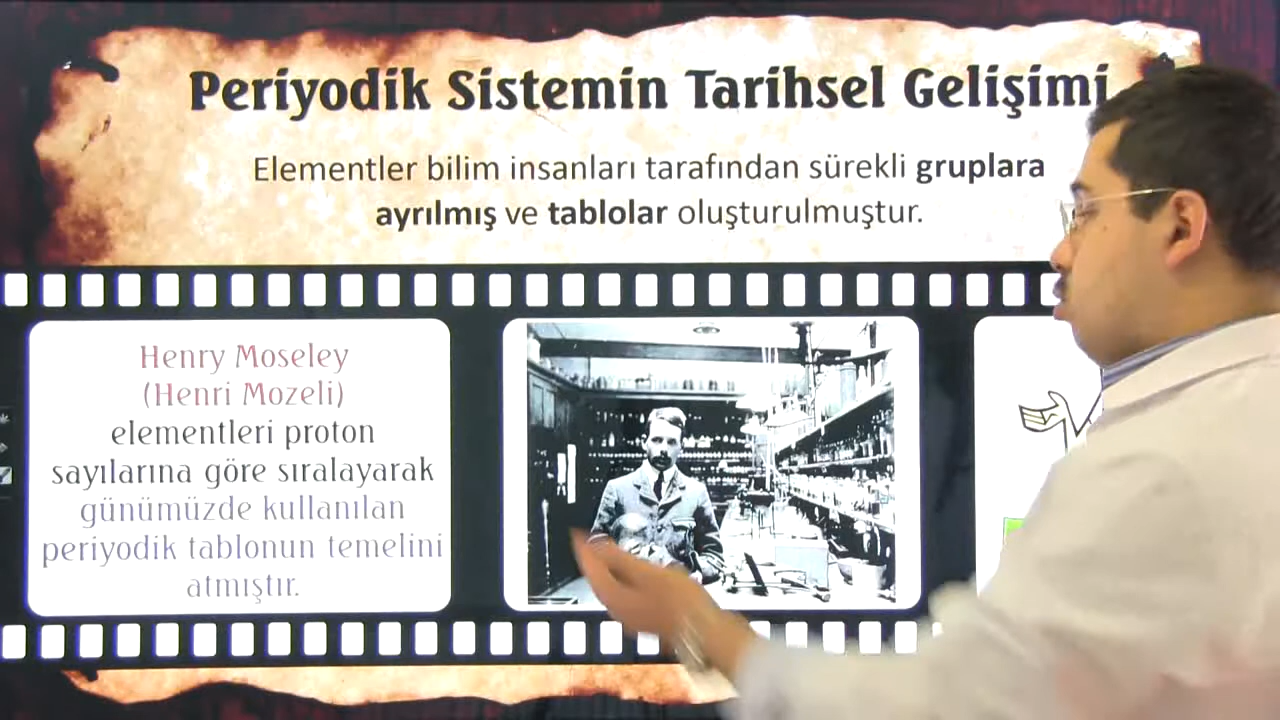 Periyodik Sistemin Tarihsel Gelişimi
Elementler bilim insanları tarafından sürekli gruplara
ayrılmış ve tablolar oluşturulmuştur.
Henry Moseley
(Henri Mozeli)
elementleri proton
sayılarına göre sıralayarak
günümüzde kullanılan
periyodik tablonun temelini
atmıştır.